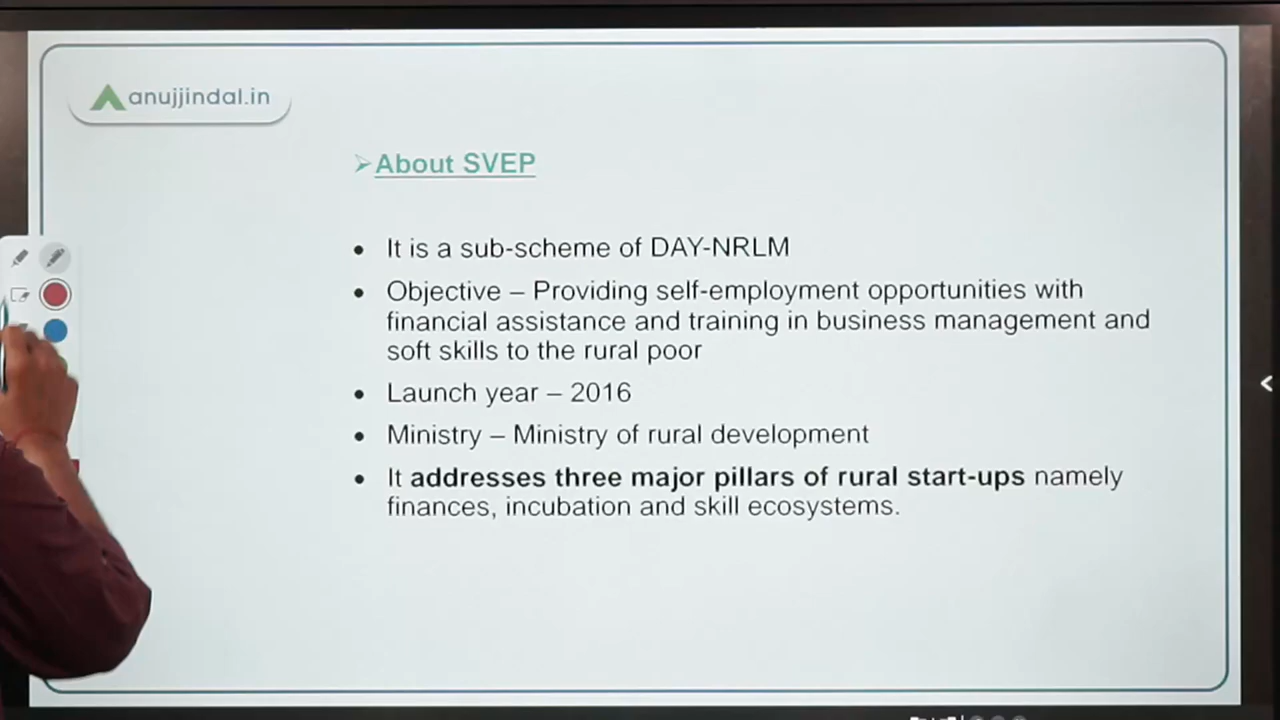 anujjindal.in
➢About SVEP
• It is a sub-scheme of DAY-NRLM
• Objective – Providing self-employment opportunities with
financial assistance and training in business management and
soft skills to the rural poor
• Launch year – 2016
• Ministry – Ministry of rural development
• It addresses three major pillars of rural start-ups namely
finances, incubation and skill ecosystems.